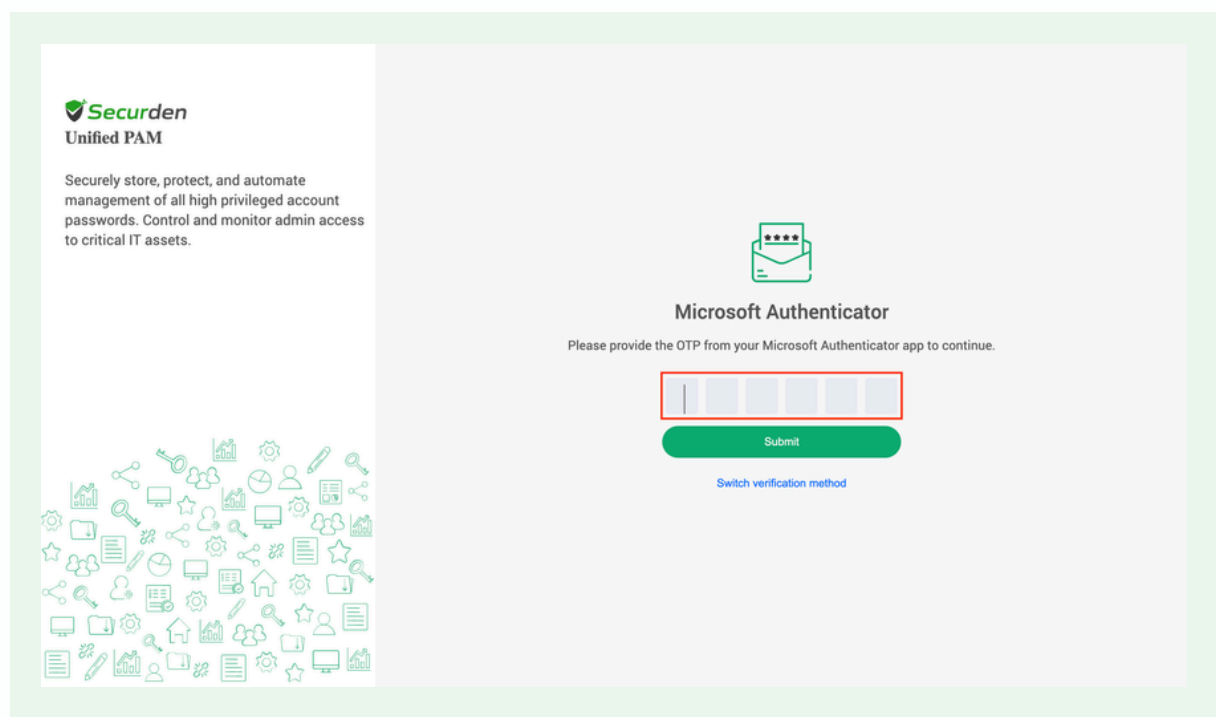 Securden
Unified PAM
Securely store, protect, and automate
management of all high privileged account
passwords. Control and monitor admin access
to critical IT assets.
****
Microsoft Authenticator
Please provide the OTP from your Microsoft Authenticator app to continue.
Submit
Switch verification method